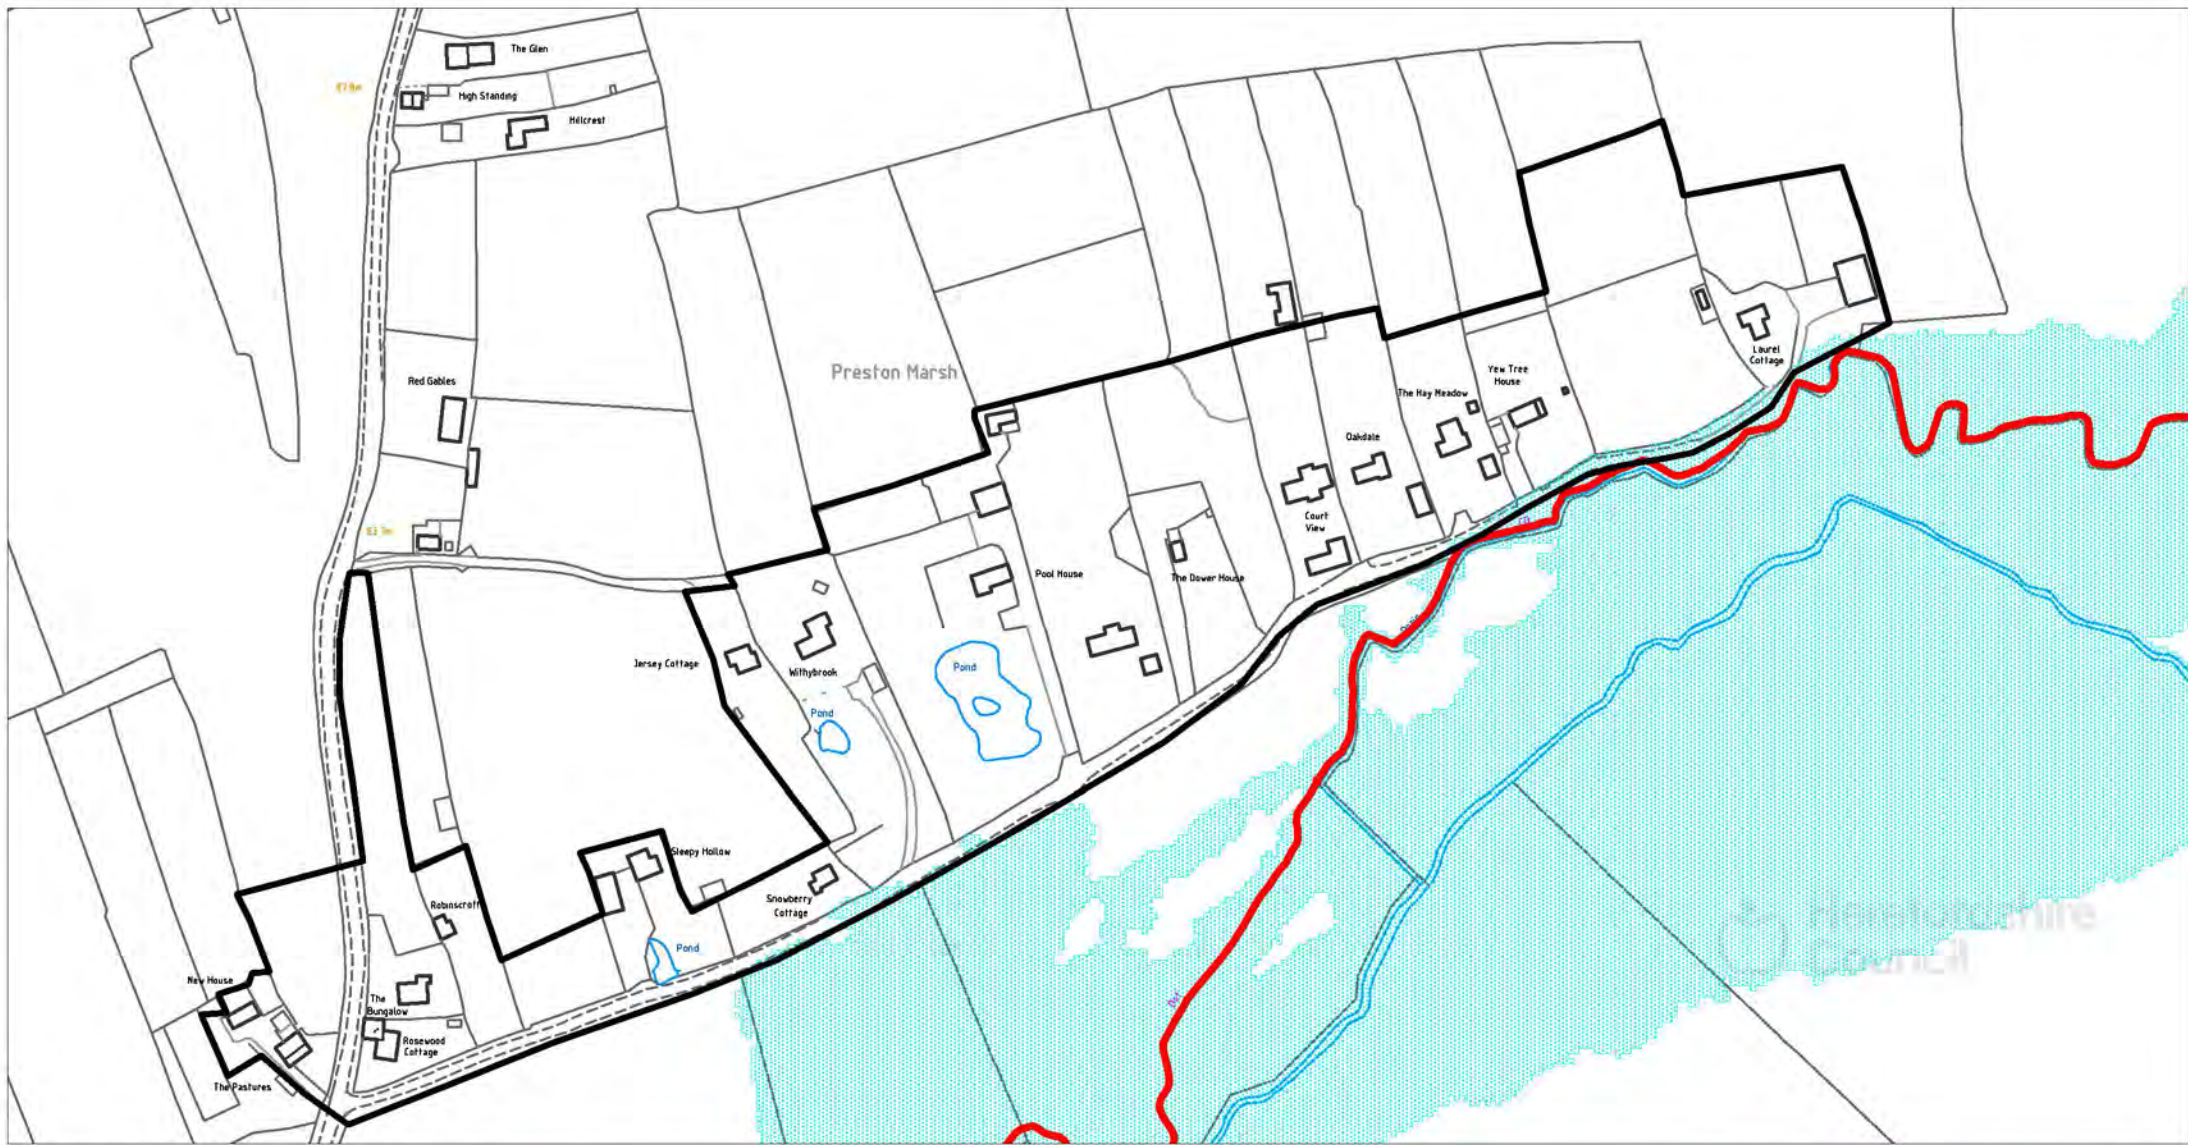 The Glen
High Standing
Hillcrest
Preston Marsh
Red Gables
Laurel
Cottage
Yew Tree
House
The Hay Meadow
Oakdale
Court
View
Pool House
The Dower House
Jersey Cottage
Withybrook
Pond
Pond
Sleepy Hollow
Snowberry
Cottage
Robinscroft
Pond
New House
The
Bungalow
Rosewood
Cottage
The Pastures
Herefordshire
Council